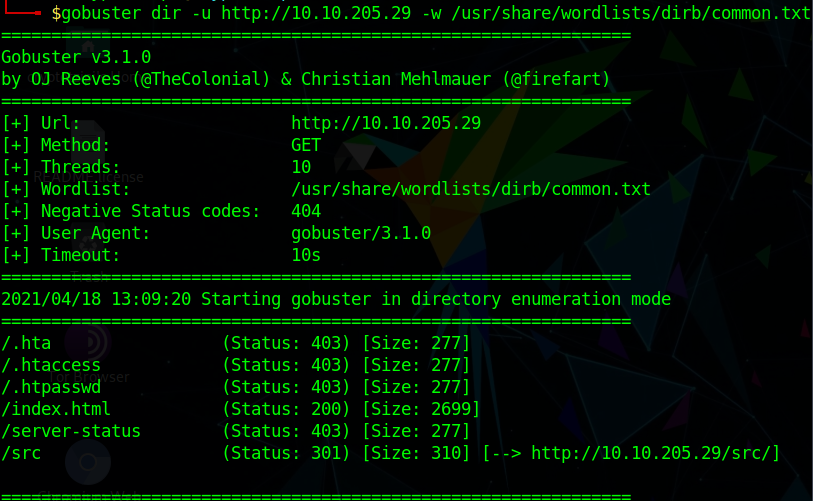 $gobuster dir -u http://10.10.205.29 -w /usr/share/wordlists/dirb/common.txt
===============================================================
Gobuster v3.1.0
by OJ Reeves (@TheColonial) & Christian Mehlmauer (@firefart)
===============================================================
[+] Url:                     http://10.10.205.29
[+] Method:                  GET
[+] Threads:                 10
[+] Wordlist:                /usr/share/wordlists/dirb/common.txt
[+] Negative Status codes:   404
[+] User Agent:              gobuster/3.1.0
[+] Timeout:                 10s
===============================================================
2021/04/18 13:09:20 Starting gobuster in directory enumeration mode
===============================================================
/.hta                 (Status: 403) [Size: 277]
/.htaccess            (Status: 403) [Size: 277]
/.htpasswd            (Status: 403) [Size: 277]
/index.html           (Status: 200) [Size: 2699]
/server-status        (Status: 403) [Size: 277]
/src                  (Status: 301) [Size: 310] [--> http://10.10.205.29/src/]
===============================================================